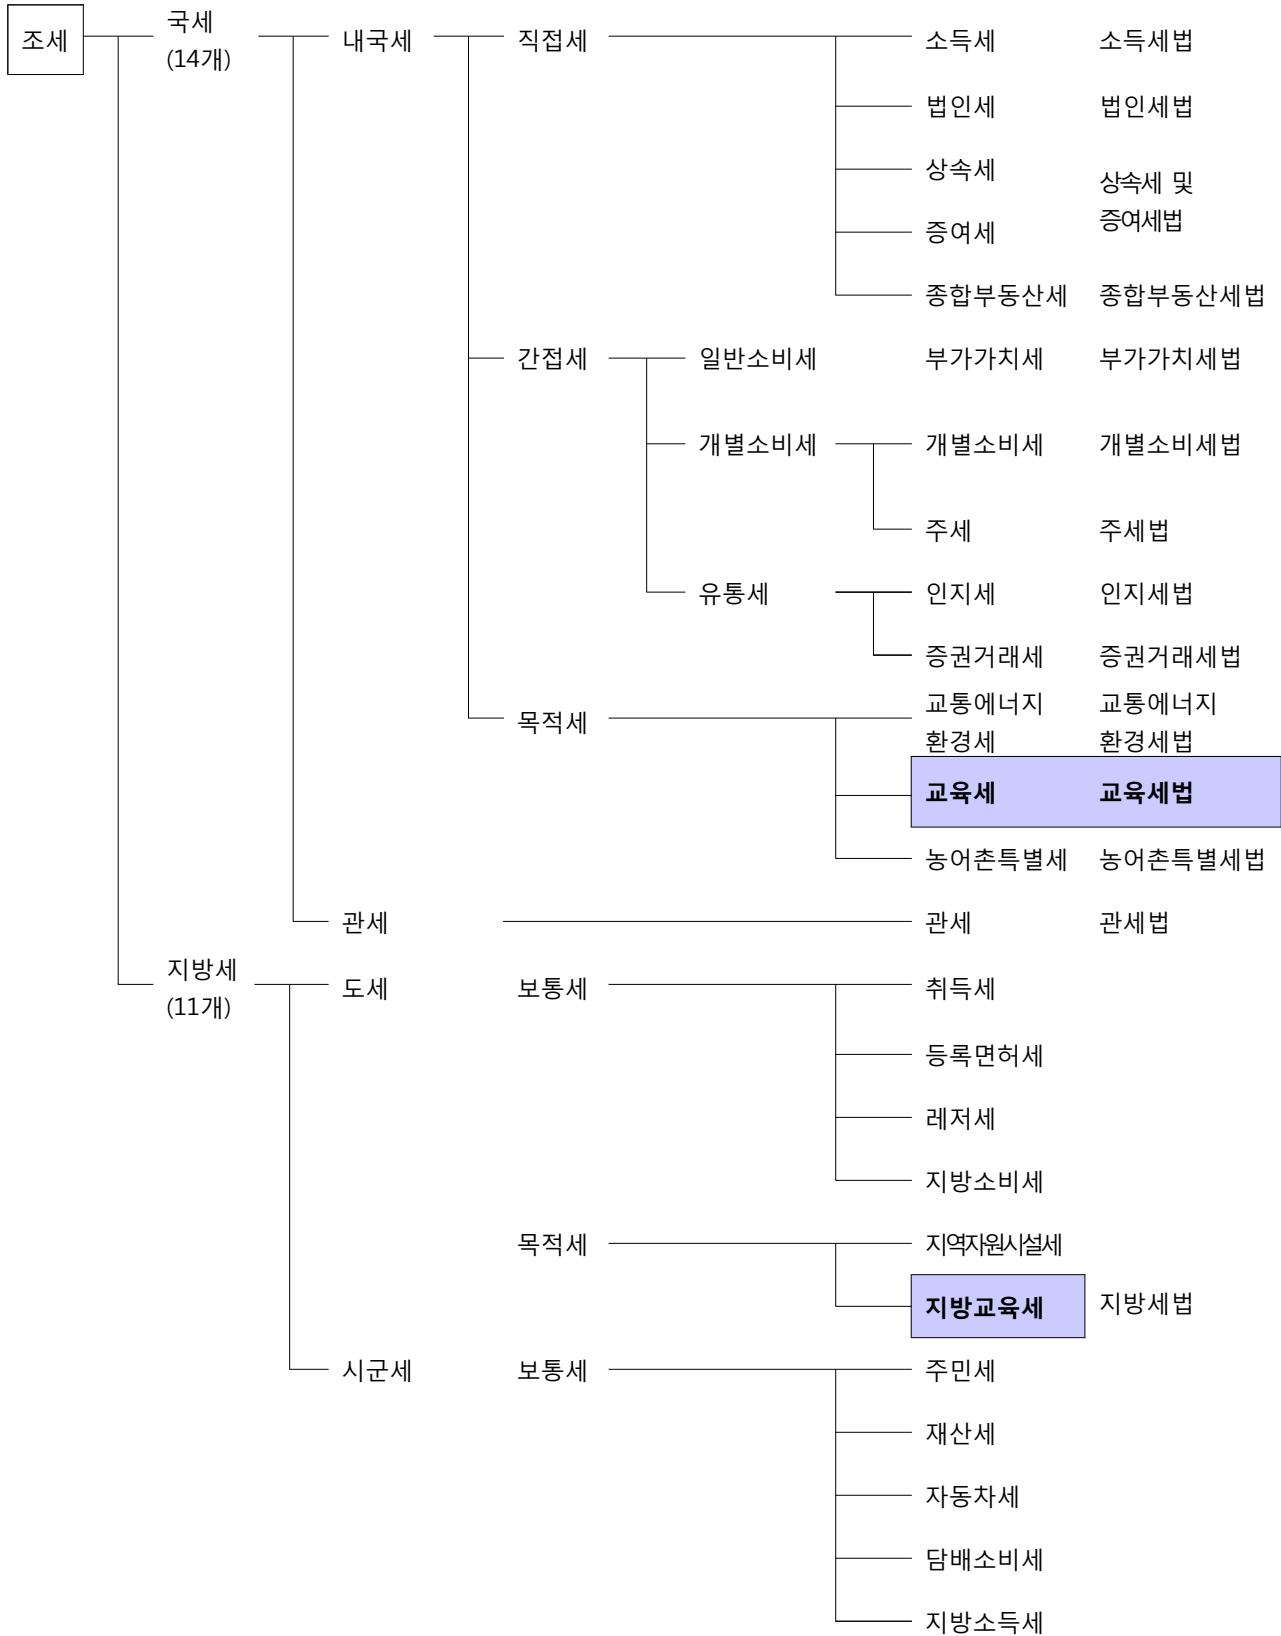 조세 국세 내국세 직접세 소득세 소득세법
(14개)
법인세 법인세법
상속세 상속세 및
증여세 증여세법
종합부동산세 종합부동산세법
간접세 일반소비세 부가가치세 부가가치세법
개별소비세 개별소비세 개별소비세법
주세 주세법
유통세 인지세 인지세법
증권거래세 증권거래세법
목적세 교통에너지 교통에너지
환경세 환경세법
교육세 교육세법
농어촌특별세 농어촌특별세법
관세 관세 관세법
지방세 도세 보통세 취득세
(11개)
등록면허세
레저세
지방소비세
목적세 지역자원시설세
지방교육세 지방세법
시군세 보통세 주민세
재산세
자동차세
담배소비세
지방소득세